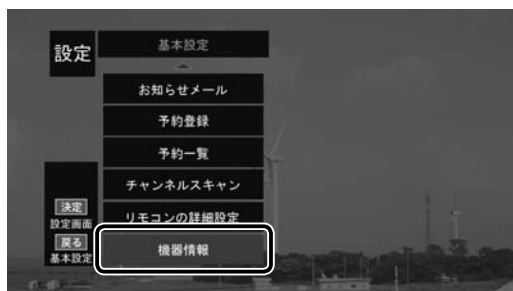 設定
基本設定
お知らせメール
予約登録
予約一覧
チャンネルスキャン
リモコンの詳細設定
機器情報
決定
設定画面
戻る
基本設定